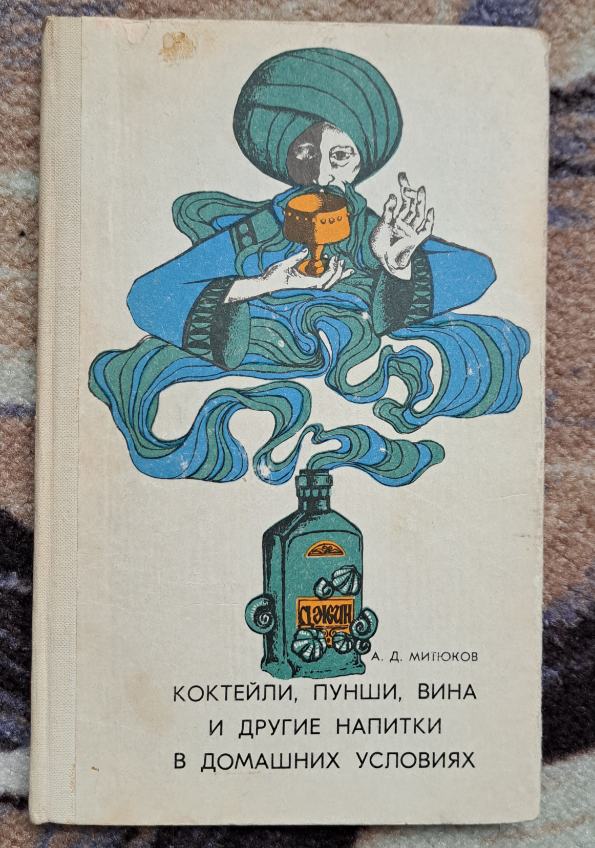 ДЖИН
А. Д. МИТЮКОВ
КОКТЕЙЛИ, ПУНШИ, ВИНА
И ДРУГИЕ НАПИТКИ
В ДОМАШНИХ УСЛОВИЯХ